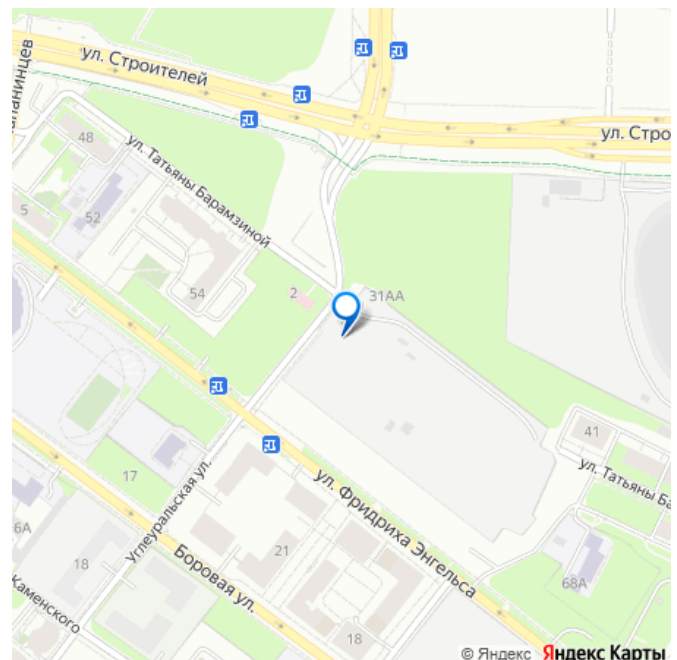 ул. Строителей
ул. Стро
48
ул. Татьяны Барамзиной
52
5
54
2
31АА
41
ул. Татьяны Ба
17
Углеуральская ул.
ул. Фридриха Энгельса
6А
18
21
Боровая ул.
68А
Каменского
18
© Яндекс Яндекс Карты